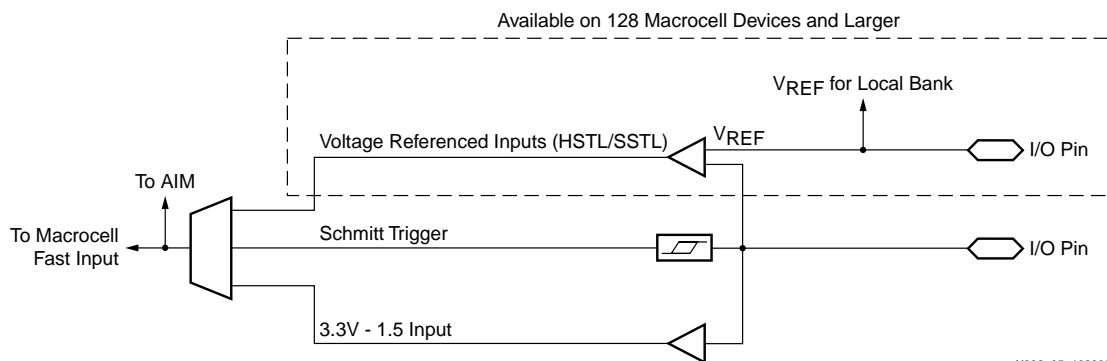 Available on 128 Macrocell Devices and Larger
VREF for Local Bank
Voltage Referenced Inputs (HSTL/SSTL)
VREF
I/O Pin
To AIM
To Macrocell
Fast Input
Schmitt Trigger
I/O Pin
3.3V - 1.5 Input